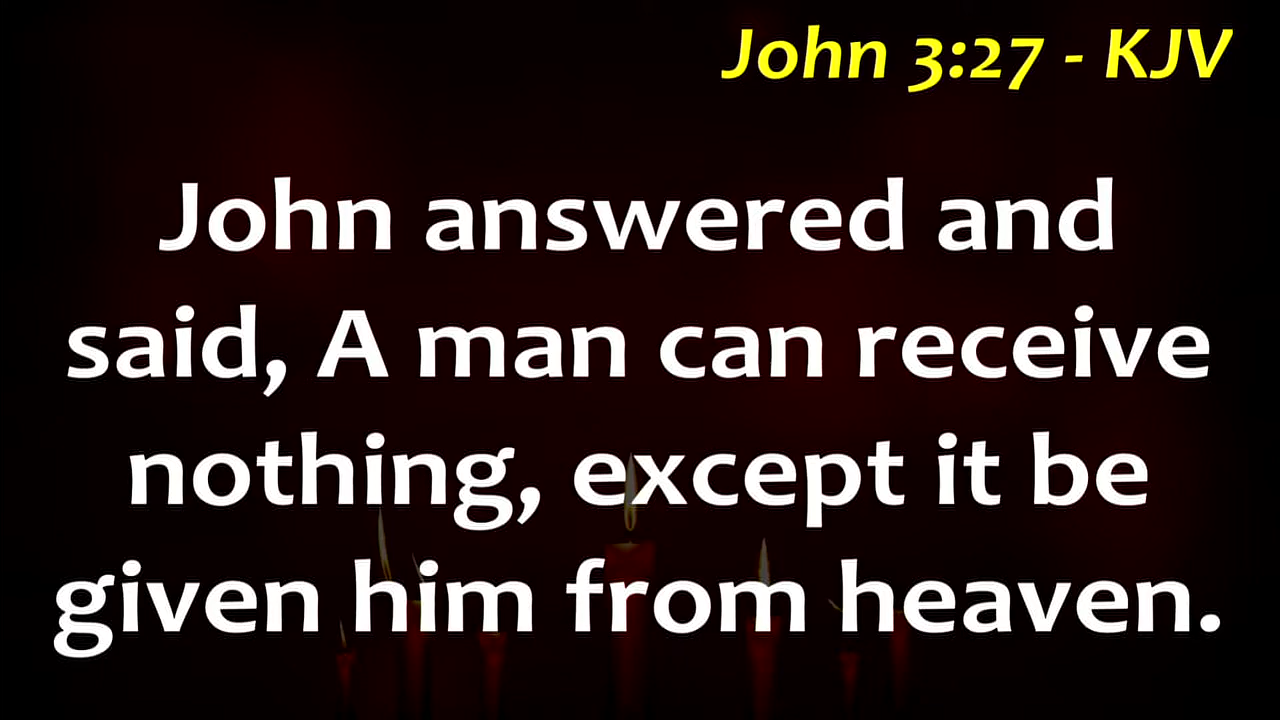 John 3:27 - KJV
John answered and
said, A man can receive
nothing, except it be
given him from heaven.